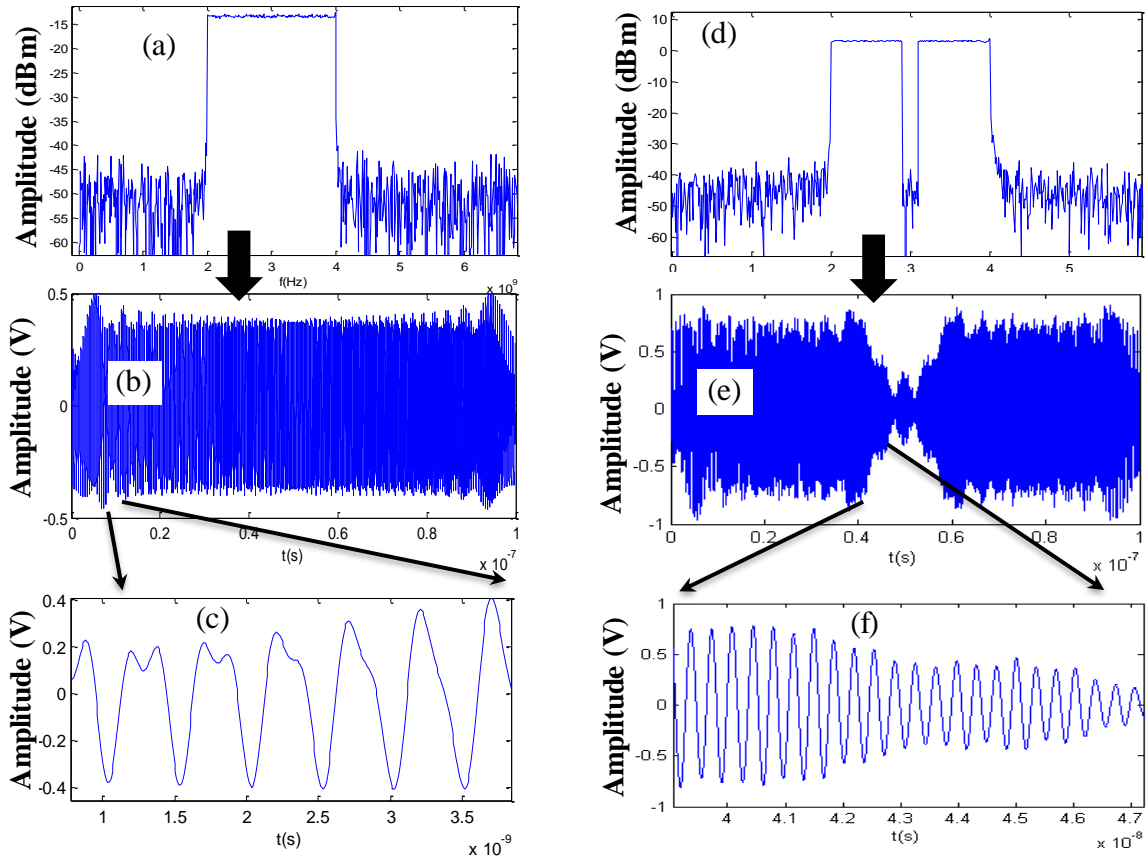 (a)
Amplitude (dBm)
-15
-20
-25
-30
-35
-40
-45
-50
-55
-60
0 1 2 3 4 5 6
f(Hz)
x 10^9
(b)
Amplitude (V)
0.5
0
-0.5
0 0.2 0.4 0.6 0.8 1
t(s)
x 10^-7
(c)
Amplitude (V)
0.4
0.2
0
-0.2
-0.4
1 1.5 2 2.5 3 3.5
t(s)
x 10^-9
(d)
Amplitude (dBm)
10
0
-10
-20
-30
-40
-50
-60
0 1 2 3 4 5
(e)
Amplitude (V)
1
0.5
0
-0.5
-1
0 0.2 0.4 0.6 0.8 1
t(s)
x 10^-7
(f)
Amplitude (V)
1
0.5
0
-0.5
-1
4 4.1 4.2 4.3 4.4 4.5 4.6 4.7
t(s)
x 10^-8